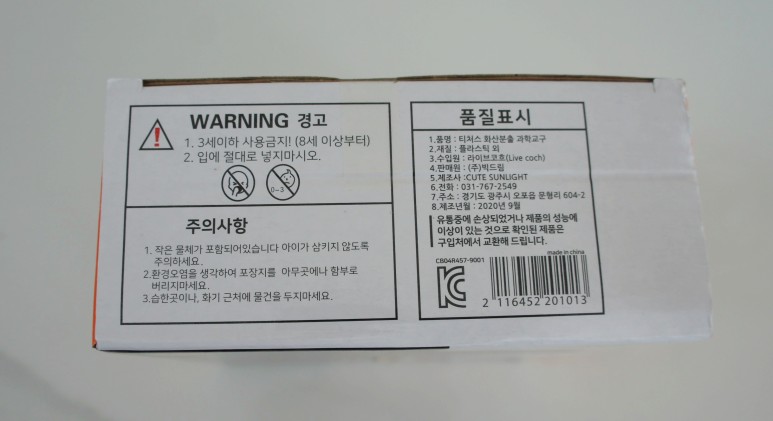 WARNING 경고
1. 3세이하 사용금지! (8세 이상부터)
2. 입에 절대로 넣지마시오.
0-3
주의사항
1. 작은 물체가 포함되어있습니다 아이가 삼키지 않도록
주의하세요.
2.환경오염을 생각하여 포장지를 아무곳에나 함부로
버리지마세요.
3.습한곳이나, 화기 근처에 물건을 두지마세요.
품질표시
1.품명 : 티처스 화산분출 과학교구
2.재질 : 플라스틱 외
3.수입원 : 라이브코흐(Live coch)
4.판매원 : (주)빅드림
5.제조사 :CUTE SUNLIGHT
6.전화 : 031-767-2549
7.주소 : 경기도 광주시 오포읍 문형리 604-2
8.제조년월 : 2020년 9월
유통중에 손상되었거나 제품의 성능에
이상이 있는 것으로 확인된 제품은
구입처에서 교환해 드립니다.
made in china
CB04R457-9001
2 116452 201013